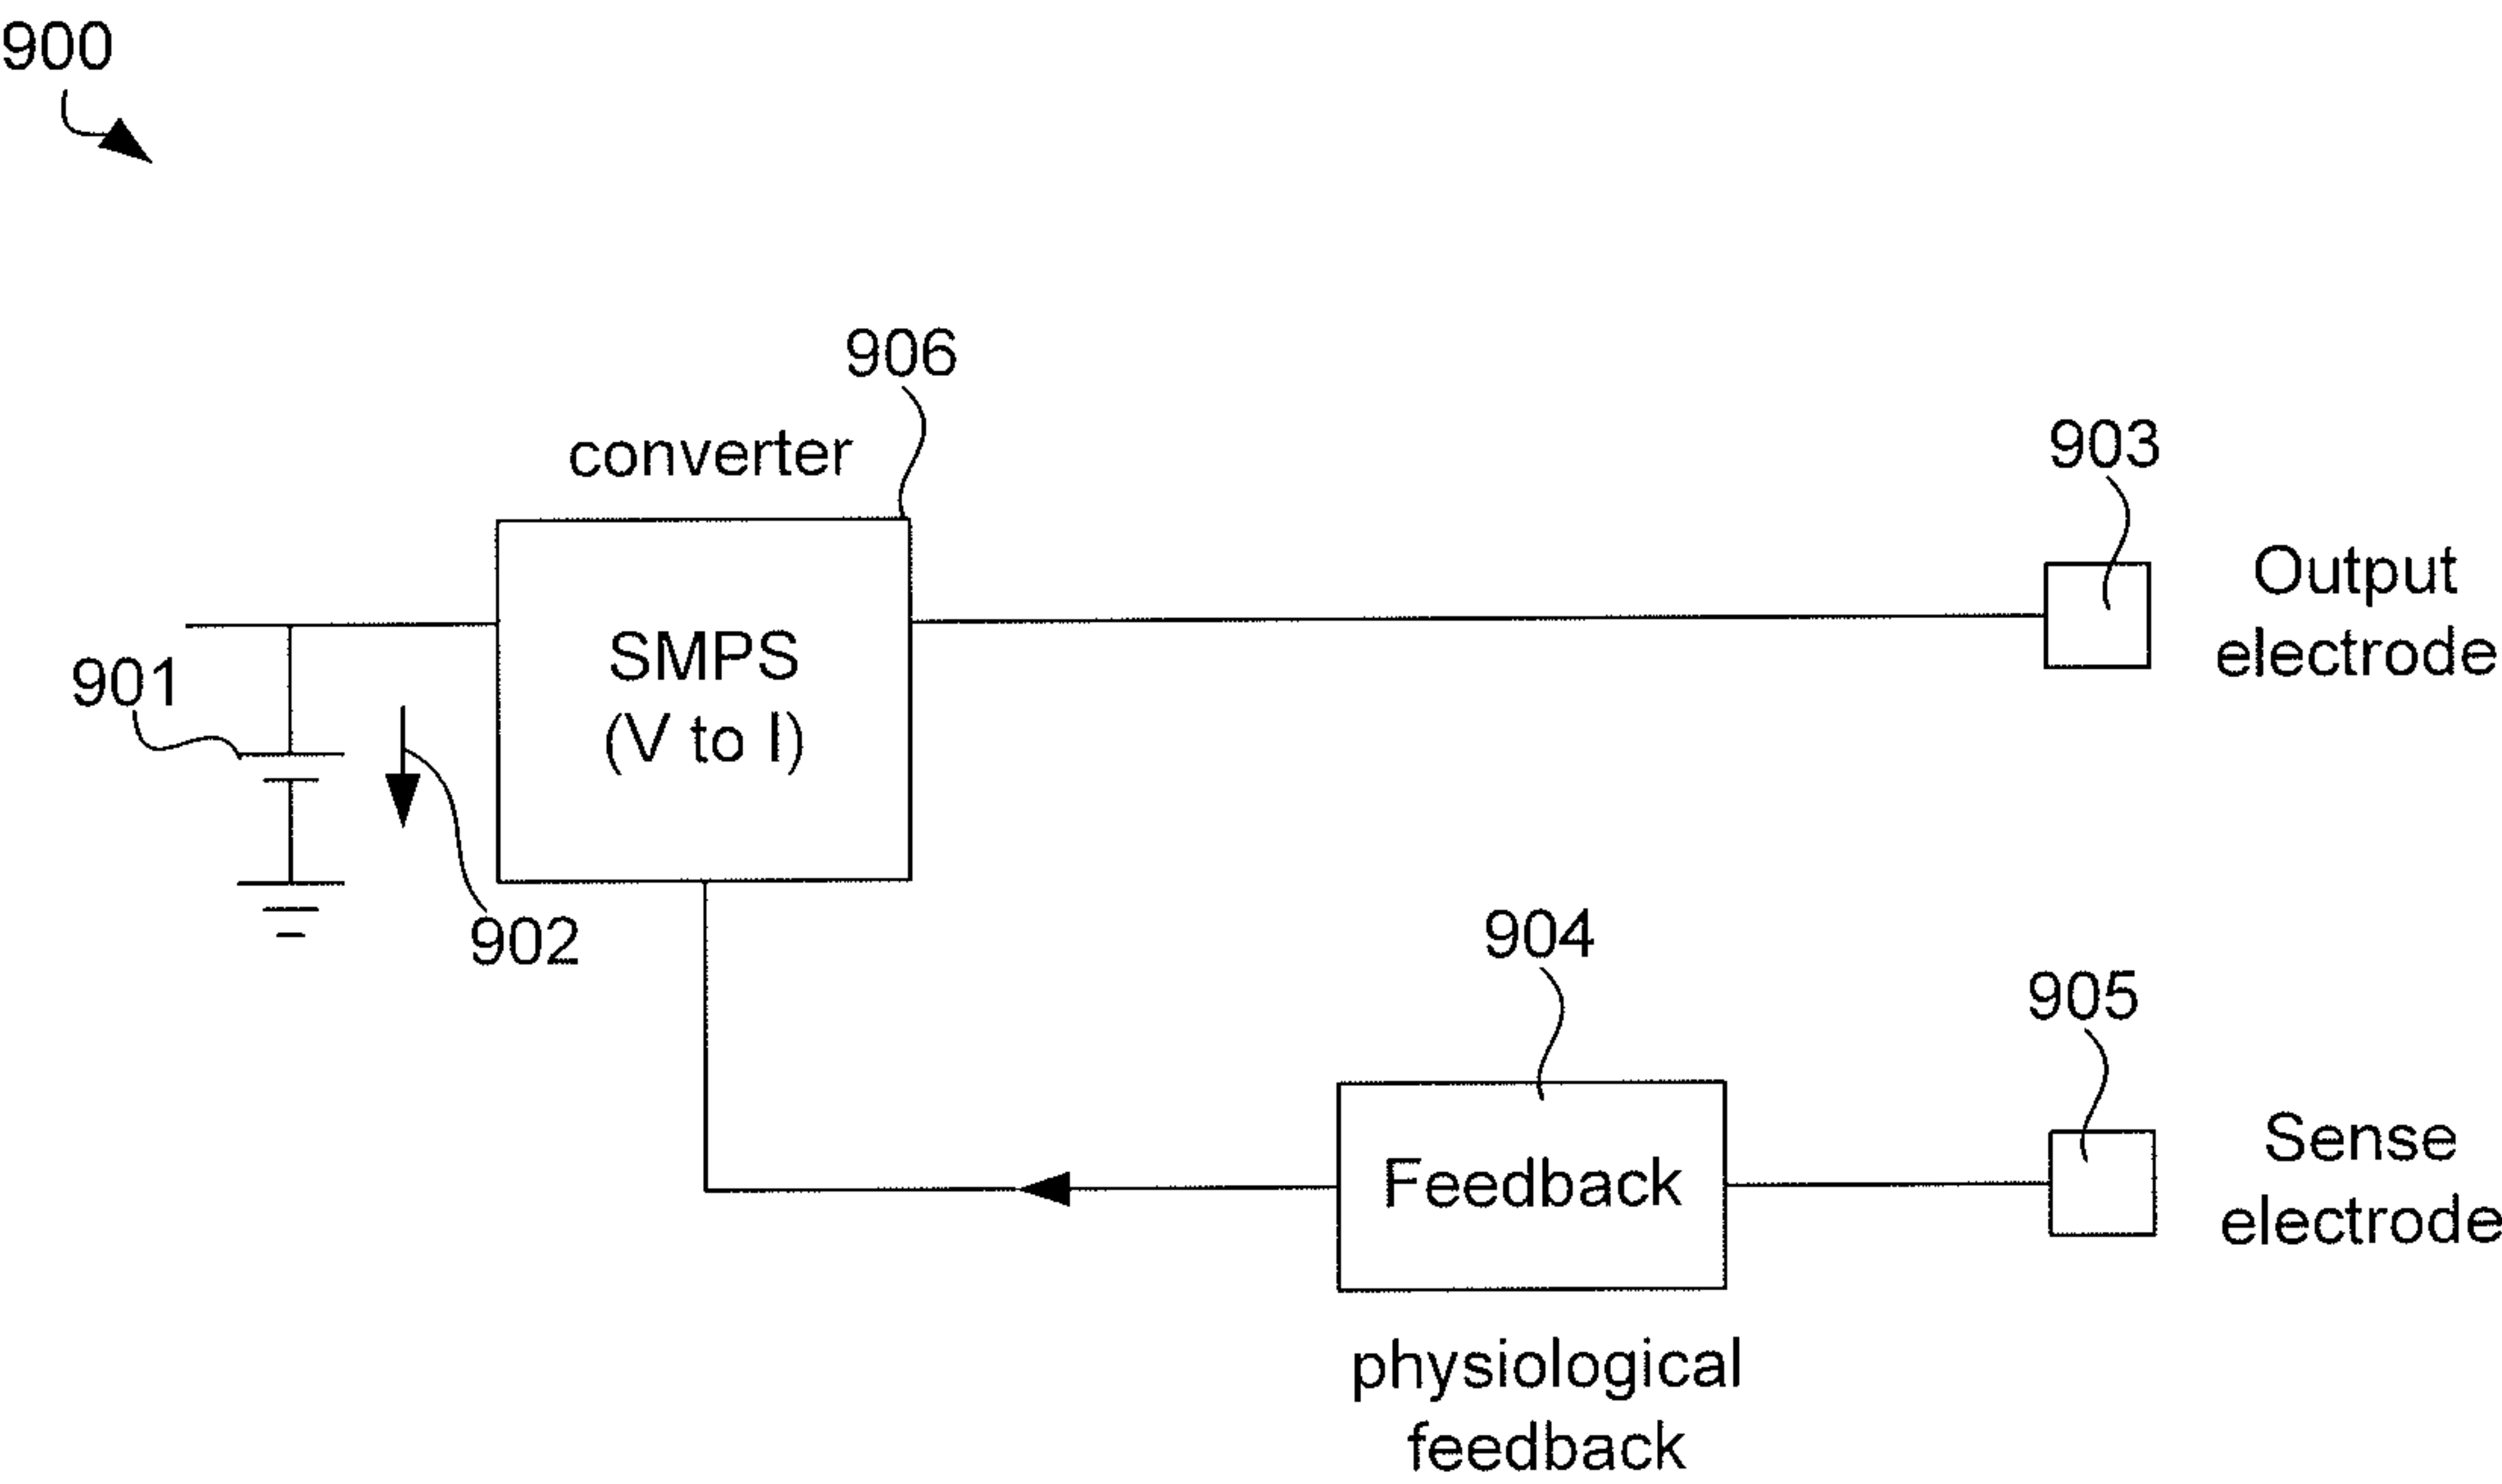 900
906
converter
903
Output
electrode
SMPS
(V to I)
901
902
904
905
Feedback
Sense
electrode
physiological
feedback